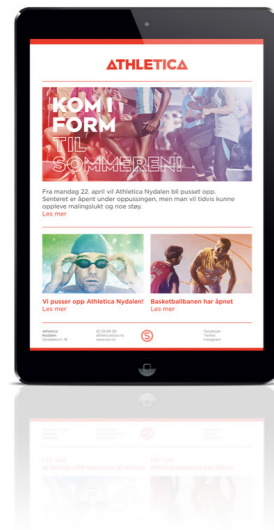 ATHLETICA
KOM I
FORM
TIL
SOMMEREN!
Fra mandag 22. april vil Athletica Nydalen bli pusset opp.
Senteret er åpent under oppussingen, men man vil tidvis kunne
oppleve malingslukt og noe støy.
Les mer
Vi pusser opp Athletica Nydalen!
Les mer
Basketballbanen har åpnet
Les mer
Athletica
Nydalen
Facebook
Twitter
Instagram